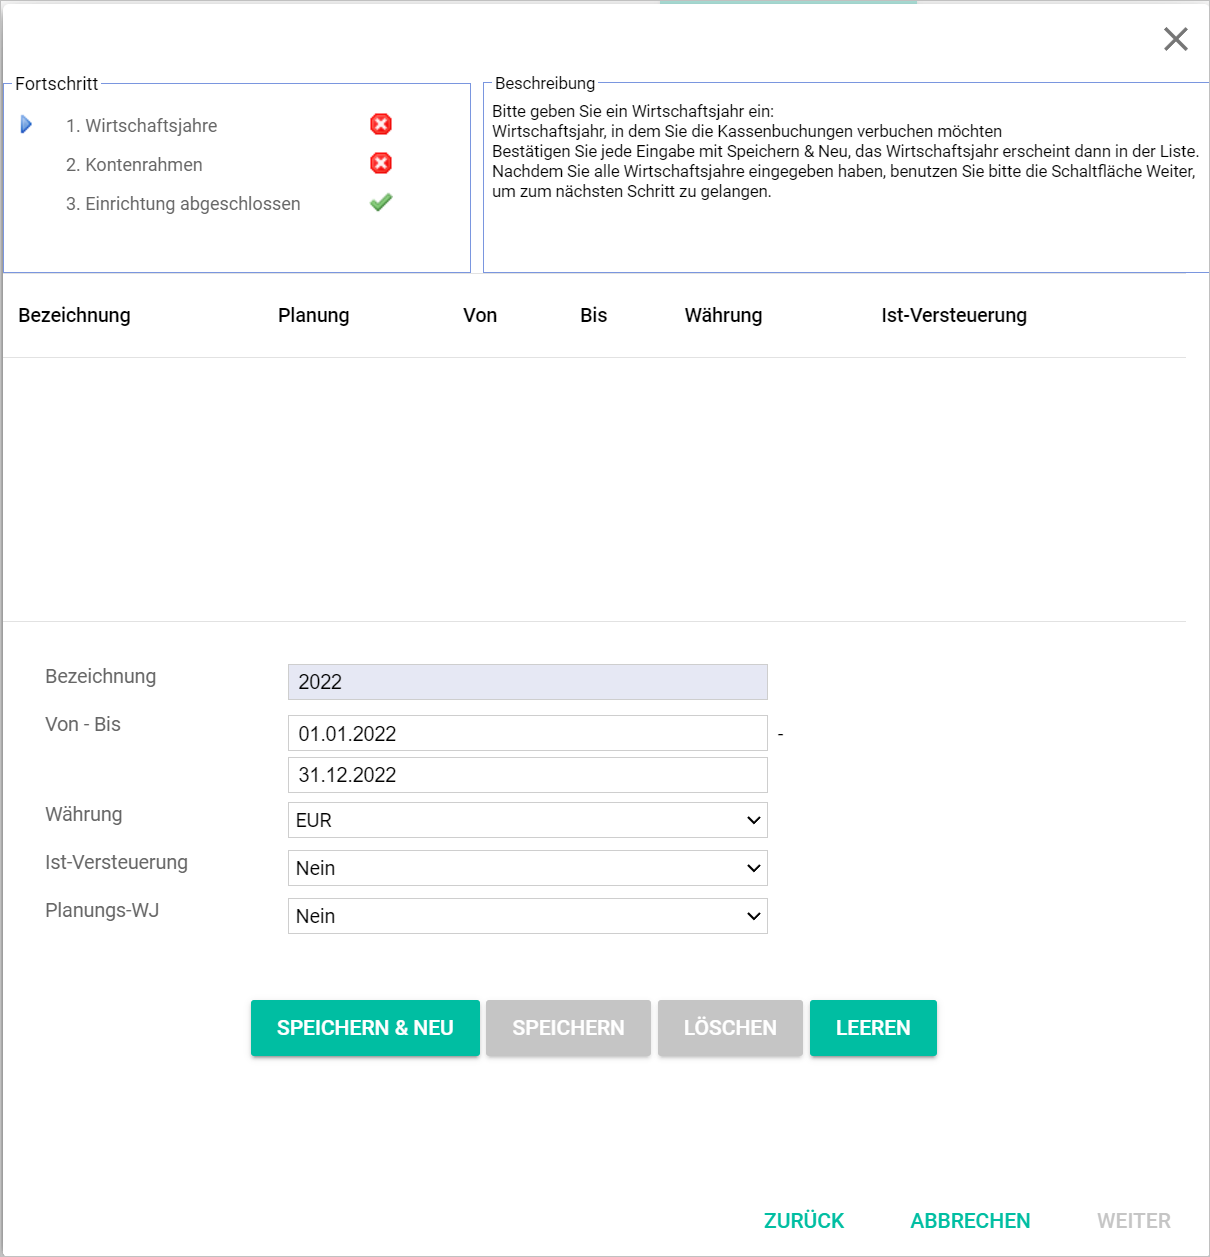 Fortschritt
1. Wirtschaftsjahre
2. Kontenrahmen
3. Einrichtung abgeschlossen
Beschreibung
Bitte geben Sie ein Wirtschaftsjahr ein:
Wirtschaftsjahr, in dem Sie die Kassenbuchungen verbuchen möchten
Bestätigen Sie jede Eingabe mit Speichern & Neu, das Wirtschaftsjahr erscheint dann in der Liste.
Nachdem Sie alle Wirtschaftsjahre eingegeben haben, benutzen Sie bitte die Schaltfläche Weiter,
um zum nächsten Schritt zu gelangen.
Bezeichnung Planung Von Bis Währung Ist-Versteuerung
Bezeichnung 2022
Von - Bis 01.01.2022 -
31.12.2022
Währung EUR
Ist-Versteuerung Nein
Planungs-WJ Nein
SPEICHERN & NEU SPEICHERN LÖSCHEN LEEREN
ZURÜCK ABBRECHEN WEITER